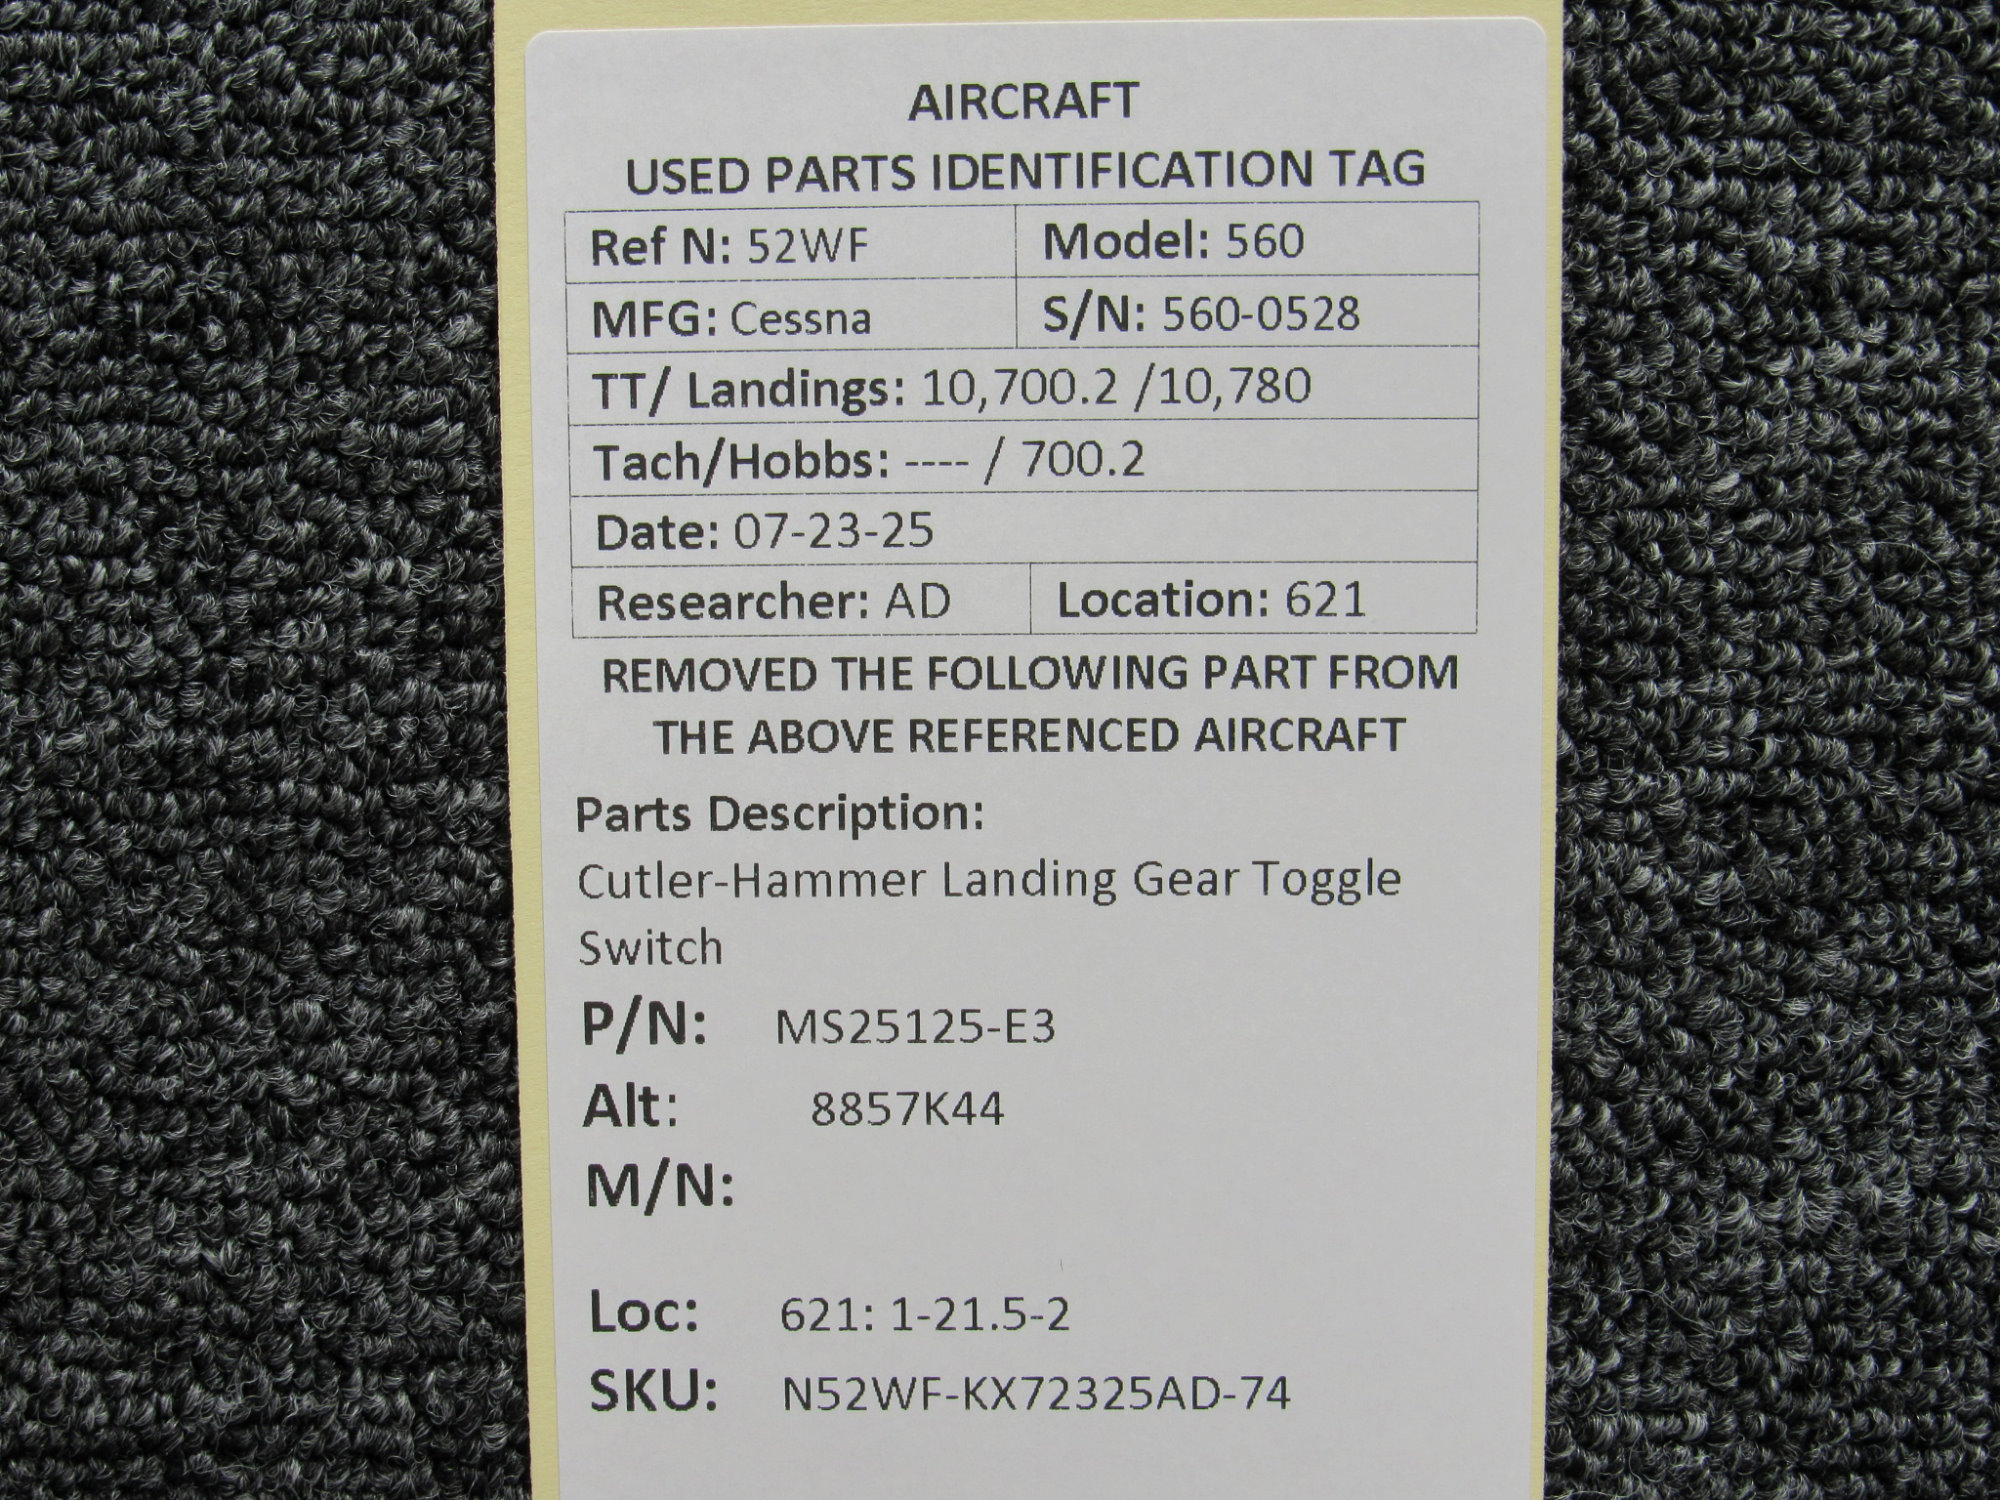 AIRCRAFT
USED PARTS IDENTIFICATION TAG
Ref N: 52WF Model: 560
MFG: Cessna S/N: 560-0528
TT/ Landings: 10,700.2 /10,780
Tach/Hobbs: ---- / 700.2
Date: 07-23-25
Researcher: AD Location: 621
REMOVED THE FOLLOWING PART FROM
THE ABOVE REFERENCED AIRCRAFT
Parts Description:
Cutler-Hammer Landing Gear Toggle
Switch
P/N: MS25125-E3
Alt: 8857K44
M/N:
Loc: 621: 1-21.5-2
SKU: N52WF-KX72325AD-74